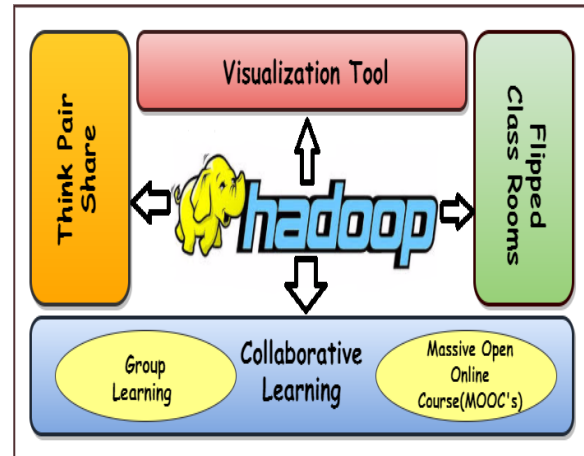 Visualization Tool
Think Pair
Share
hadoop
Flipped
Class Rooms
Group
Learning
Collaborative
Learning
Massive Open
Online
Course(MOOC's)